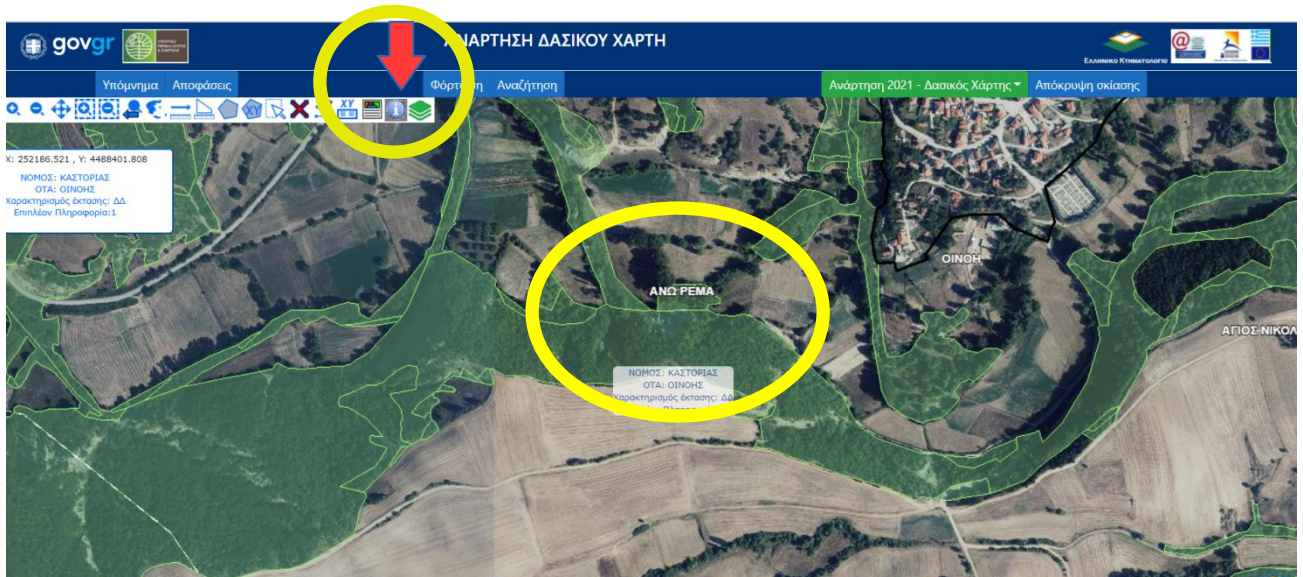 govgr
ΑΝΑΡΤΗΣΗ ΔΑΣΙΚΟΥ ΧΑΡΤΗ
ΕΛΛΗΝΙΚΟ ΚΤΗΜΑΤΟΛΟΓΙΟ
Υπόμνημα Αποφάσεις Φόρτωση Αναζήτηση Ανάρτηση 2021 - Δασικός Χάρτης Απόκρυψη σκίασης
XY
X: 252186.521 , Y: 4488401.808
ΝΟΜΟΣ: ΚΑΣΤΟΡΙΑΣ
ΟΤΑ: ΟΙΝΟΗΣ
Χαρακτηρισμός έκτασης: ΔΔ
Επιπλέον Πληροφορία:1
ΟΙΝΟΗ
ΑΝΩ ΡΕΜΑ
ΑΓΙΟΣ ΝΙΚΟΛ
ΝΟΜΟΣ: ΚΑΣΤΟΡΙΑΣ
ΟΤΑ: ΟΙΝΟΗΣ
Χαρακτηρισμός έκτασης: ΔΔ